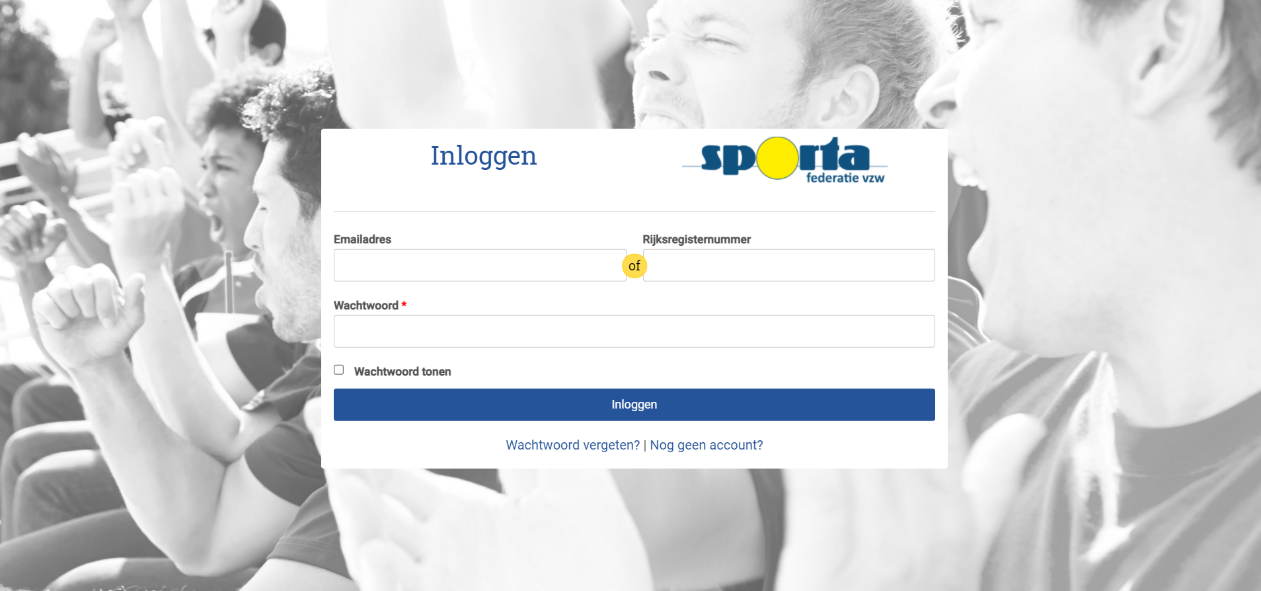 Inloggen
sporta
federatie vzw
Emailadres
Rijksregisternummer
of
Wachtwoord *
Wachtwoord tonen
Inloggen
Wachtwoord vergeten? | Nog geen account?